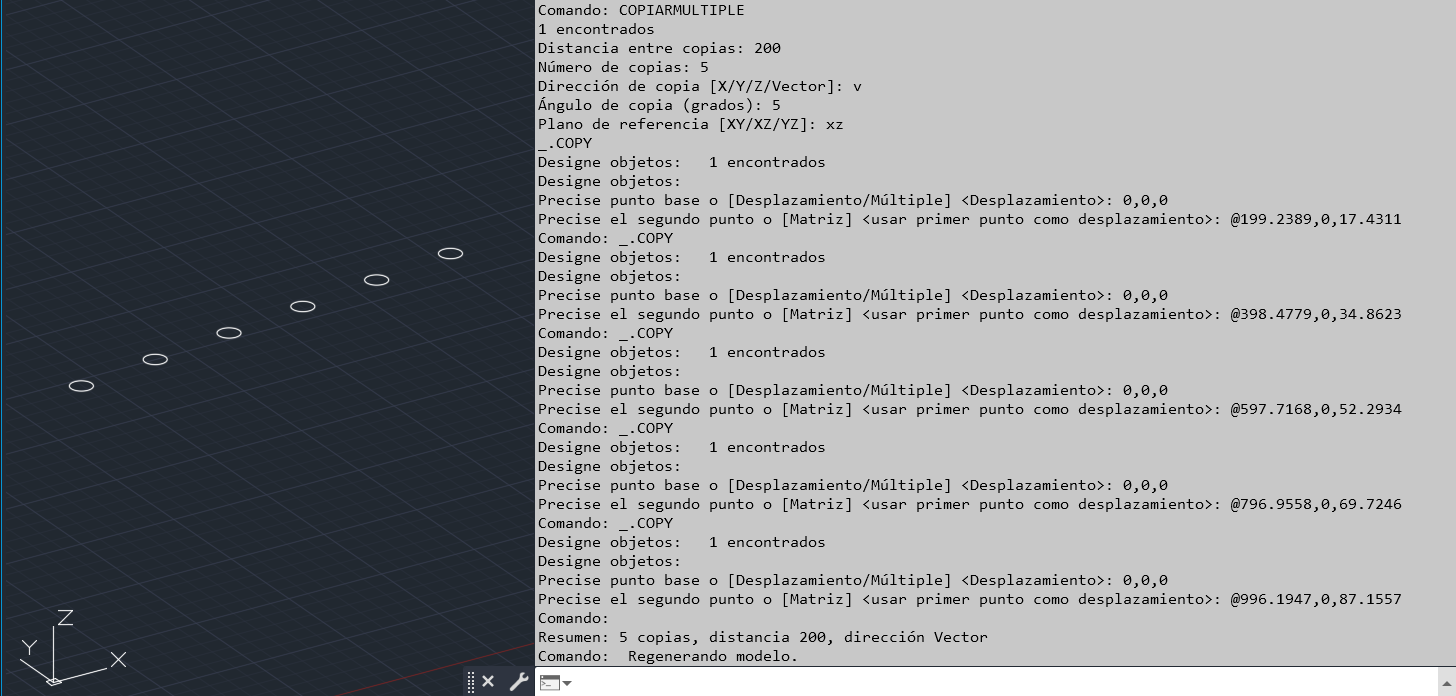 Comando: COPIARMULTIPLE
1 encontrados
Distancia entre copias: 200
Número de copias: 5
Dirección de copia [X/Y/Z/Vector]: v
Ángulo de copia (grados): 5
Plano de referencia [XY/XZ/YZ]: xz
_.COPY
Designe objetos:   1 encontrados
Designe objetos:
Precise punto base o [Desplazamiento/Múltiple] <Desplazamiento>: 0,0,0
Precise el segundo punto o [Matriz] <usar primer punto como desplazamiento>: @199.2389,0,17.4311
Comando: _.COPY
Designe objetos:   1 encontrados
Designe objetos:
Precise punto base o [Desplazamiento/Múltiple] <Desplazamiento>: 0,0,0
Precise el segundo punto o [Matriz] <usar primer punto como desplazamiento>: @398.4779,0,34.8623
Comando: _.COPY
Designe objetos:   1 encontrados
Designe objetos:
Precise punto base o [Desplazamiento/Múltiple] <Desplazamiento>: 0,0,0
Precise el segundo punto o [Matriz] <usar primer punto como desplazamiento>: @597.7168,0,52.2934
Comando: _.COPY
Designe objetos:   1 encontrados
Designe objetos:
Precise punto base o [Desplazamiento/Múltiple] <Desplazamiento>: 0,0,0
Precise el segundo punto o [Matriz] <usar primer punto como desplazamiento>: @796.9558,0,69.7246
Comando: _.COPY
Designe objetos:   1 encontrados
Designe objetos:
Precise punto base o [Desplazamiento/Múltiple] <Desplazamiento>: 0,0,0
Precise el segundo punto o [Matriz] <usar primer punto como desplazamiento>: @996.1947,0,87.1557
Comando:
Resumen: 5 copias, distancia 200, dirección Vector
Comando:  Regenerando modelo.
Z
Y
X